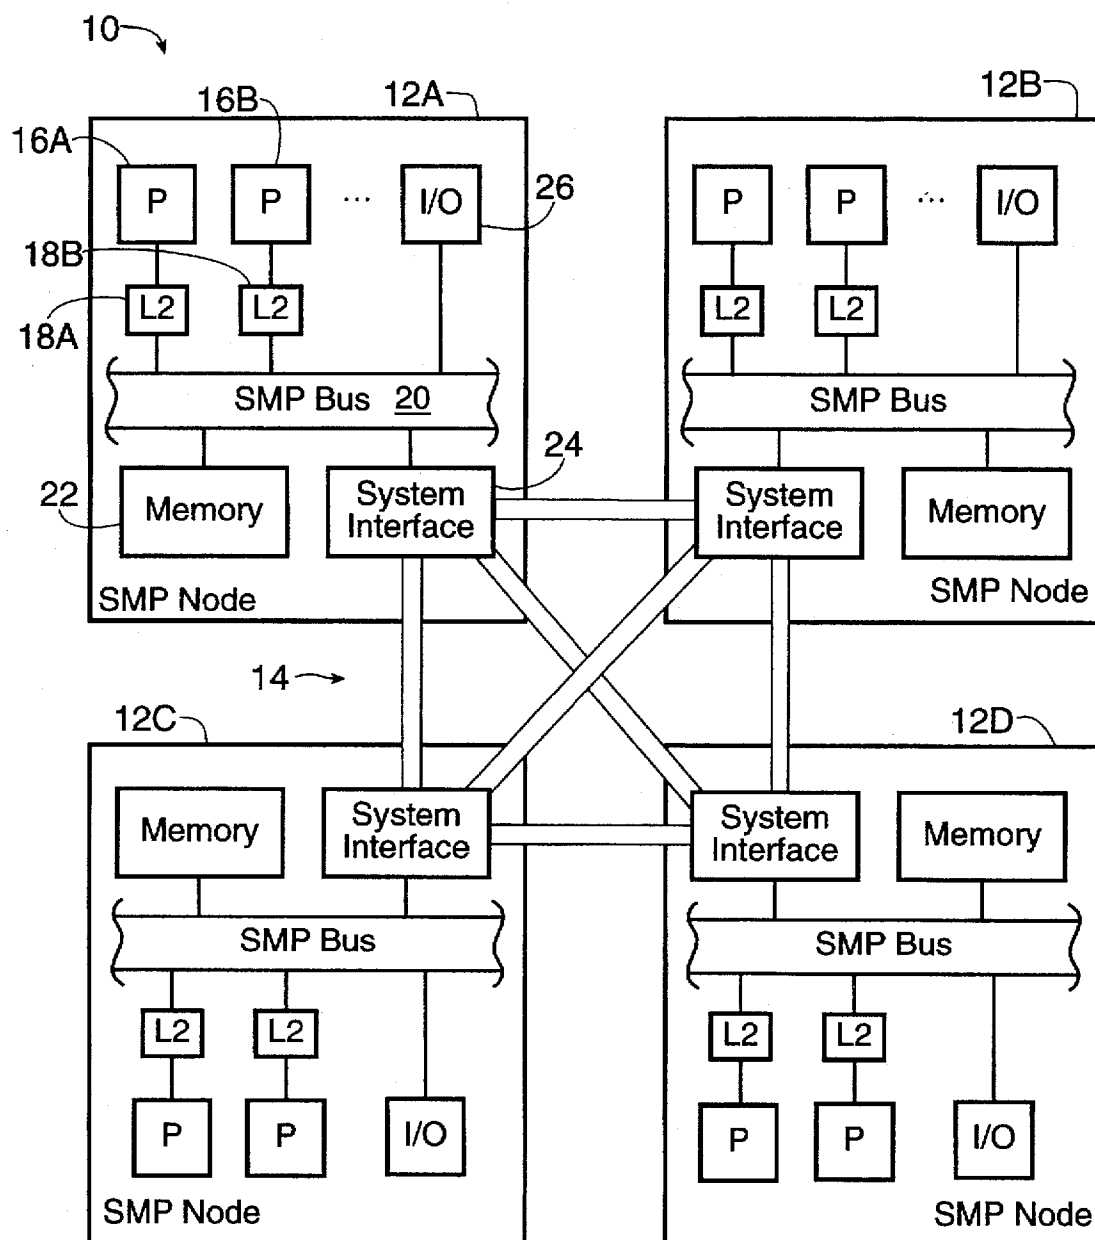 10
12A
12B
16B
16A
P
P
...
I/O
26
P
P
...
I/O
18B
L2
L2
18A
L2
L2
SMP Bus 20
SMP Bus
24
22
Memory
System
Interface
System
Interface
Memory
SMP Node
SMP Node
14
12C
12D
Memory
System
Interface
System
Interface
Memory
SMP Bus
SMP Bus
L2
L2
L2
L2
P
P
I/O
P
P
I/O
SMP Node
SMP Node